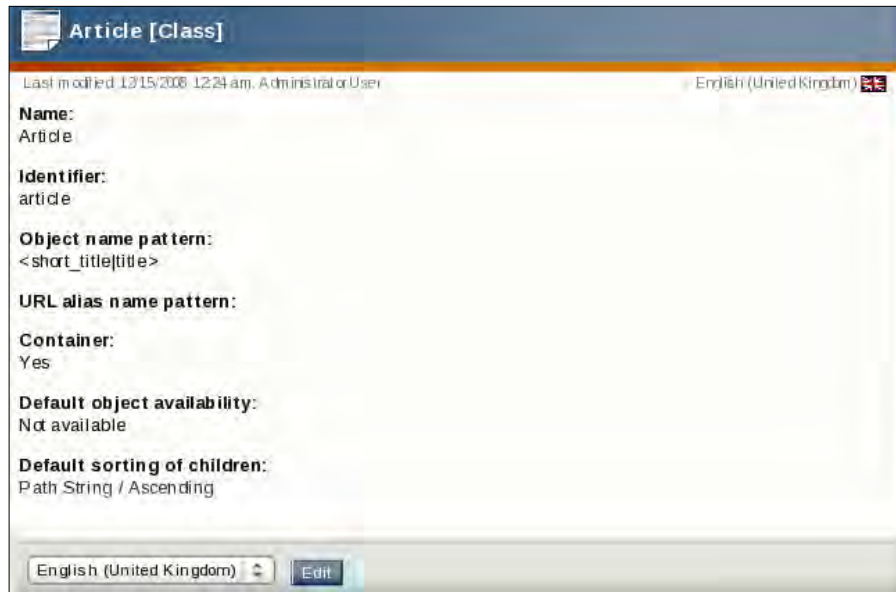 Article [Class]
Last modified: 12/15/2008 12:24 am, Administrator User
English (United Kingdom)
Name:
Article
Identifier:
article
Object name pattern:
<short_title|title>
URL alias name pattern:
Container:
Yes
Default object availability:
Not available
Default sorting of children:
Path String / Ascending
English (United Kingdom)
Edit